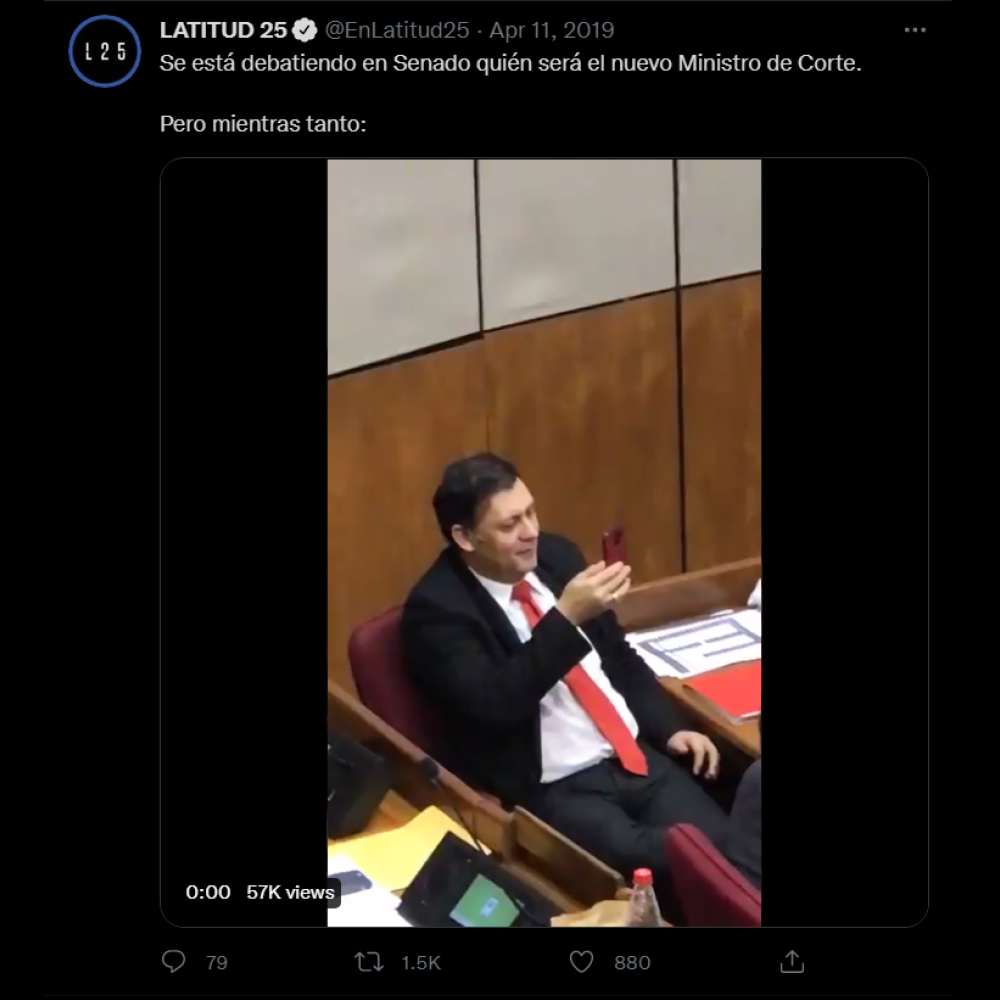 L25
LATITUD 25 @EnLatitud25 · Apr 11, 2019
Se está debatiendo en Senado quién será el nuevo Ministro de Corte.
Pero mientras tanto:
0:00 57K views
79 1.5K 880